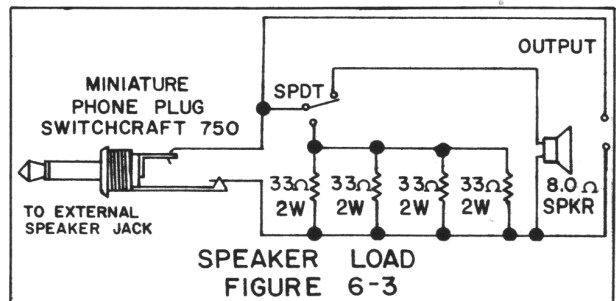 OUTPUT
MINIATURE
PHONE PLUG
SWITCHCRAFT 750
SPDT
33Ω
2W
33Ω
2W
33Ω
2W
33Ω
2W
8.0Ω
SPKR
TO EXTERNAL
SPEAKER JACK
SPEAKER LOAD
FIGURE 6-3